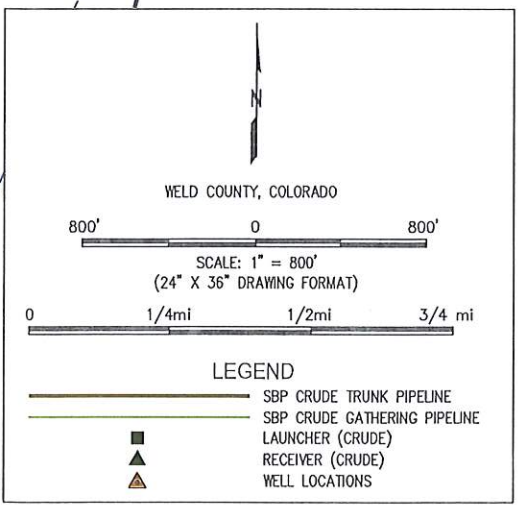 N
WELD COUNTY, COLORADO
800' 0 800'
SCALE: 1" = 800'
(24" X 36" DRAWING FORMAT)
0 1/4mi 1/2mi 3/4 mi
LEGEND
SBP CRUDE TRUNK PIPELINE
SBP CRUDE GATHERING PIPELINE
LAUNCHER (CRUDE)
RECEIVER (CRUDE)
WELL LOCATIONS